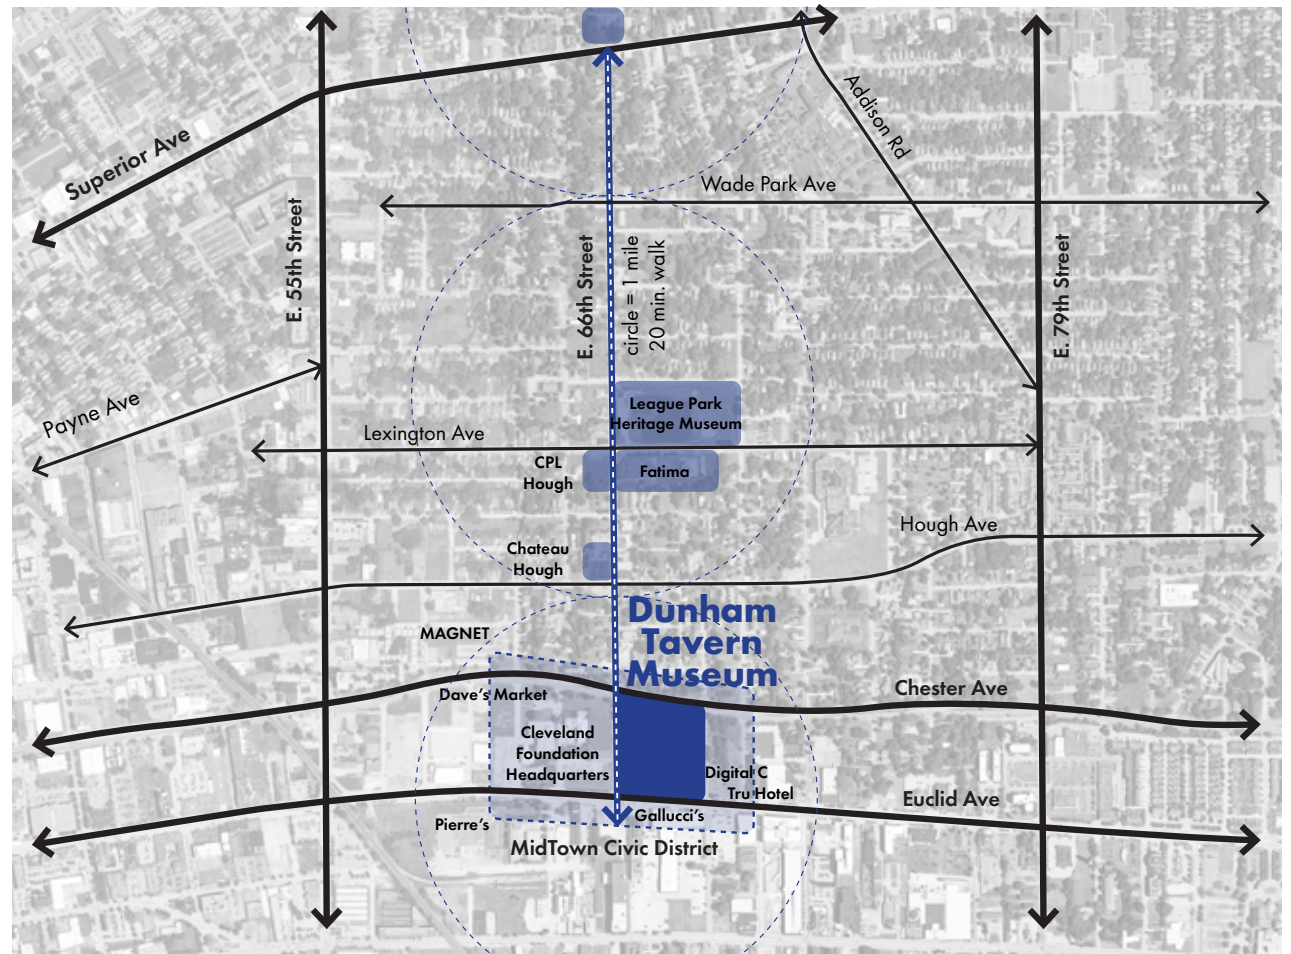 Superior Ave
Addison Rd
Wade Park Ave
E. 55th Street
E. 66th Street
circle = 1 mile
20 min. walk
E. 79th Street
Payne Ave
League Park
Heritage Museum
Lexington Ave
CPL
Hough
Fatima
Hough Ave
Chateau
Hough
Dunham
Tavern
Museum
MAGNET
Chester Ave
Dave's Market
Cleveland
Foundation
Headquarters
Digital C
Tru Hotel
Euclid Ave
Gallucci's
Pierre's
MidTown Civic District